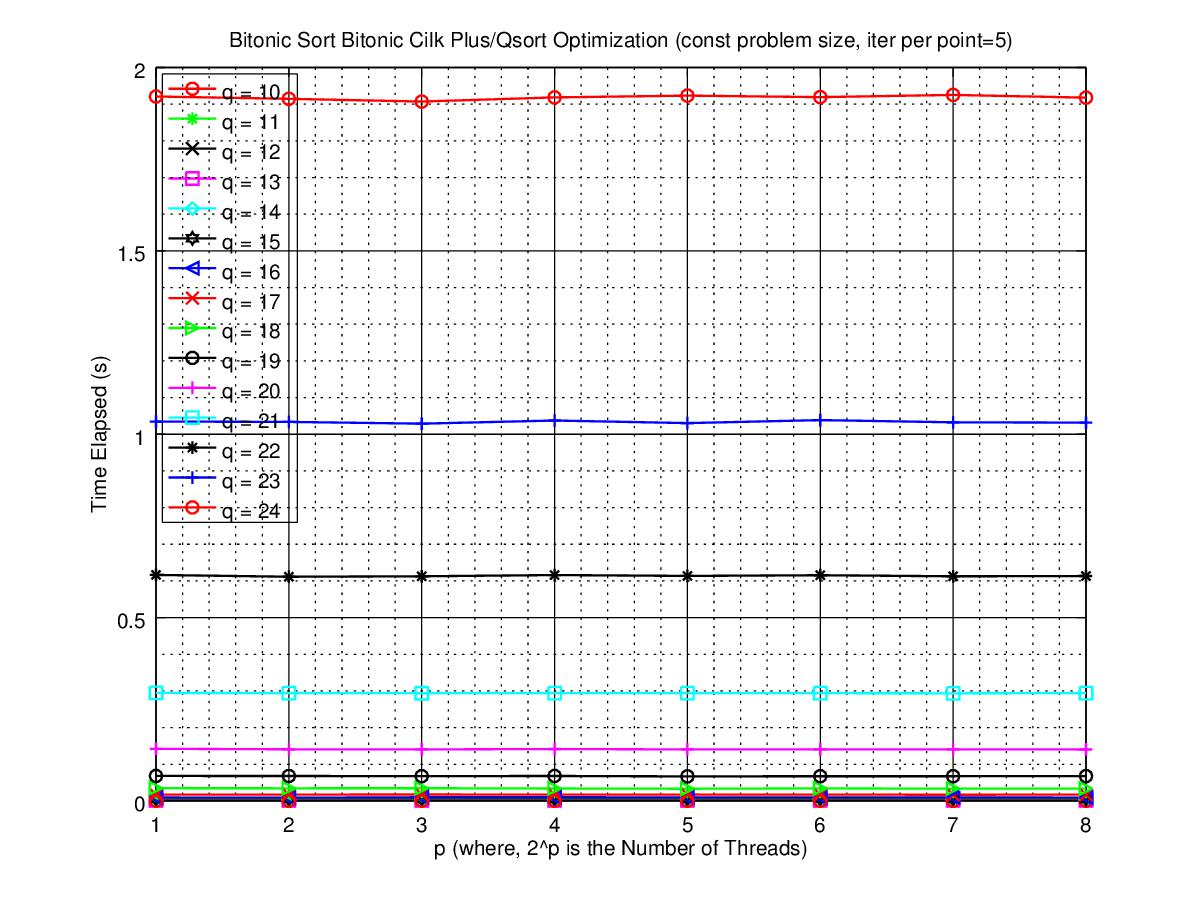 Bitonic Sort Bitonic Cilk Plus/Qsort Optimization (const problem size, iter per point=5)
2
1.5
1
0.5
0
Time Elapsed (s)
q = 10
q = 11
q = 12
q = 13
q = 14
q = 15
q = 16
q = 17
q = 18
q = 19
q = 20
q = 21
q = 22
q = 23
q = 24
1 2 3 4 5 6 7 8
p (where, 2^p is the Number of Threads)